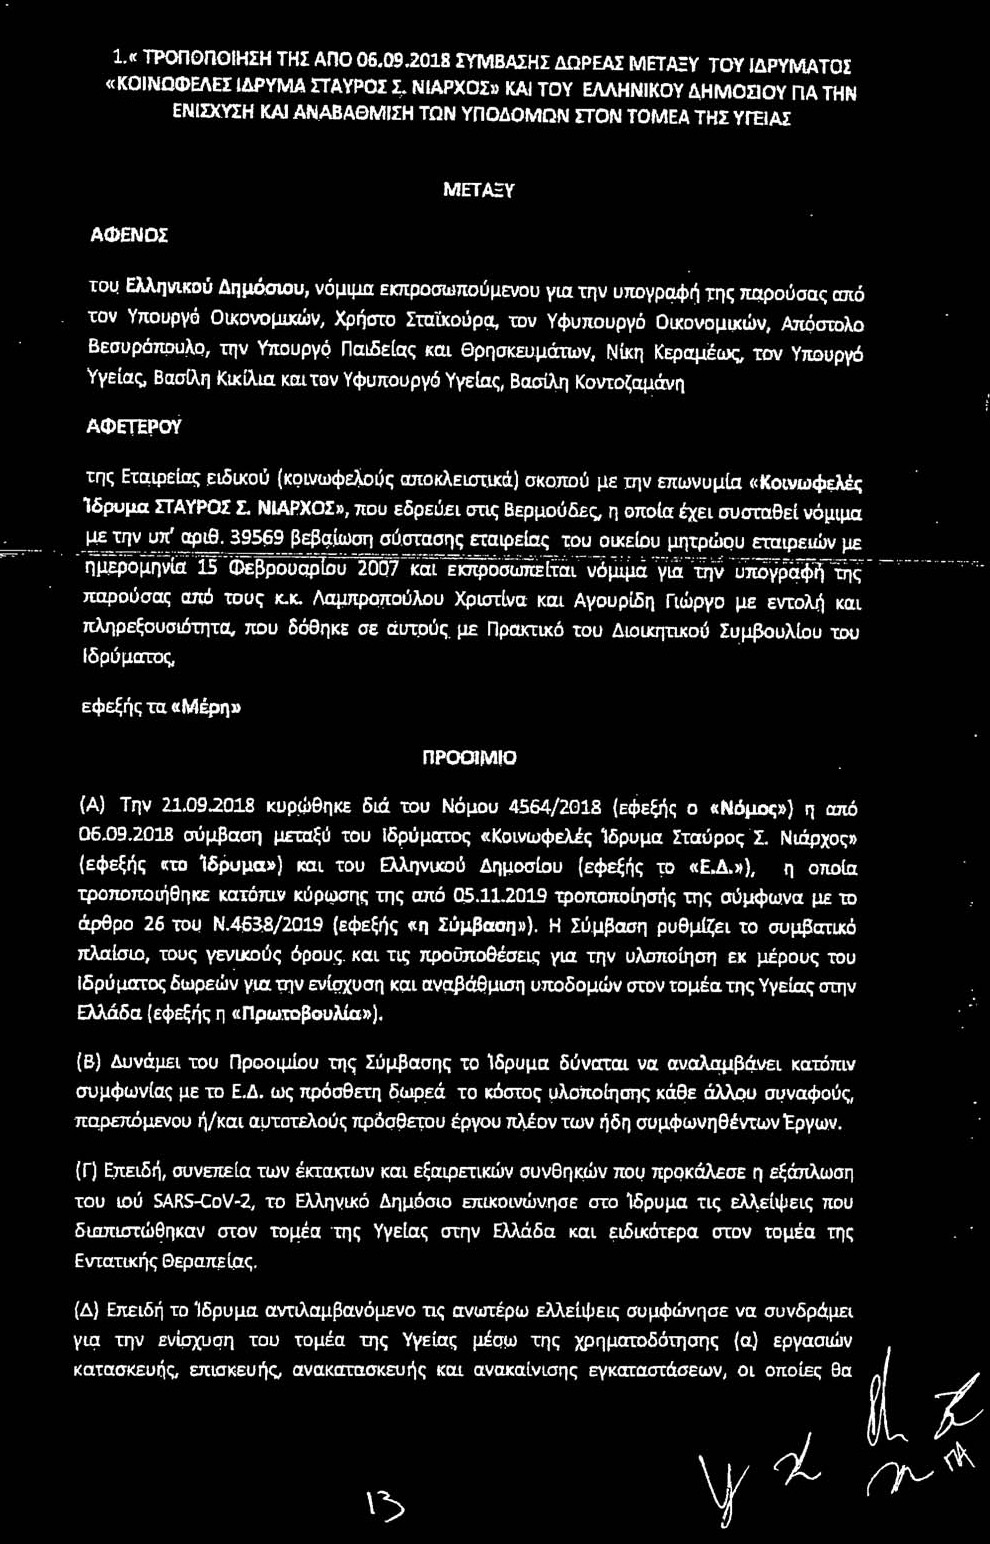 1.« ΤΡΟΠΟΠΟΙΗΣΗ ΤΗΣ ΑΠΟ 06.09.2018 ΣΥΜΒΑΣΗΣ ΔΩΡΕΑΣ ΜΕΤΑΞΥ ΤΟΥ ΙΔΡΥΜΑΤΟΣ
«ΚΟΙΝΩΦΕΛΕΣ ΙΔΡΥΜΑ ΣΤΑΥΡΟΣ Σ. ΝΙΑΡΧΟΣ» ΚΑΙ ΤΟΥ ΕΛΛΗΝΙΚΟΥ ΔΗΜΟΣΙΟΥ ΓΙΑ ΤΗΝ
ΕΝΙΣΧΥΣΗ ΚΑΙ ΑΝΑΒΑΘΜΙΣΗ ΤΩΝ ΥΠΟΔΟΜΩΝ ΣΤΟΝ ΤΟΜΕΑ ΤΗΣ ΥΓΕΙΑΣ
ΜΕΤΑΞΥ
ΑΦΕΝΟΣ
του Ελληνικού Δημόσιου, νόμιμα εκπροσωπούμενου για την υπογραφή της παρούσας από
τον Υπουργό Οικονομικών, Χρήστο Σταϊκούρα, τον Υφυπουργό Οικονομικών, Απόστολο
Βεσυρόπουλο, την Υπουργό Παιδείας και Θρησκευμάτων, Νίκη Κεραμέως, τον Υπουργό
Υγείας, Βασίλη Κικίλια και τον Υφυπουργό Υγείας, Βασίλη Κοντοζαμάνη
ΑΦΕΤΕΡΟΥ
της Εταιρείας ειδικού (κοινωφελούς αποκλειστικά) σκοπού με την επωνυμία «Κοινωφελές
Ίδρυμα ΣΤΑΥΡΟΣ Σ. ΝΙΑΡΧΟΣ», που εδρεύει στις Βερμούδες, η οποία έχει συσταθεί νόμιμα
με την υπ' αριθ. 39569 βεβαίωση σύστασης εταιρείας του οικείου μητρώου εταιρειών με
ημερομηνία 15 Φεβρουαρίου 2007 και εκπροσωπείται νόμιμα για την υπογραφή της
παρούσας από τους κ.κ. Λαμπροπούλου Χριστίνα και Αγουρίδη Γιώργο με εντολή και
πληρεξουσιότητα, που δόθηκε σε αυτούς με Πρακτικό του Διοικητικού Συμβουλίου του
Ιδρύματος,
εφεξής τα «Μέρη»
ΠΡΟΟΙΜΙΟ
(Α) Την 21.09.2018 κυρώθηκε διά του Νόμου 4564/2018 (εφεξής ο «Νόμος») η από
06.09.2018 σύμβαση μεταξύ του ιδρύματος «Κοινωφελές Ίδρυμα Σταύρος Σ. Νιάρχος»
(εφεξής «το Ίδρυμα») και του Ελληνικού Δημοσίου (εφεξής το «Ε.Δ.»), η οποία
τροποποιήθηκε κατόπιν κύρωσης της από 05.11.2019 τροποποίησής της σύμφωνα με το
άρθρο 26 του Ν.4638/2019 (εφεξής «η Σύμβαση»). Η Σύμβαση ρυθμίζει το συμβατικό
πλαίσιο, τους γενικούς όρους και τις προϋποθέσεις για την υλοποίηση εκ μέρους του
Ιδρύματος δωρεών για την ενίσχυση και αναβάθμιση υποδομών στον τομέα της Υγείας στην
Ελλάδα (εφεξής η «Πρωτοβουλία»).
(Β) Δυνάμει του Προοιμίου της Σύμβασης το Ίδρυμα δύναται να αναλαμβάνει κατόπιν
συμφωνίας με το Ε.Δ. ως πρόσθετη δωρεά το κόστος υλοποίησης κάθε άλλου συναφούς,
παρεπόμενου ή/και αυτοτελούς πρόσθετου έργου πλέον των ήδη συμφωνηθέντων Έργων.
(Γ) Επειδή, συνεπεία των έκτακτων και εξαιρετικών συνθηκών που προκάλεσε η εξάπλωση
του ιού SARS-CoV-2, το Ελληνικό Δημόσιο επικοινώνησε στο Ίδρυμα τις ελλείψεις που
διαπιστώθηκαν στον τομέα της Υγείας στην Ελλάδα και ειδικότερα στον τομέα της
Εντατικής Θεραπείας.
(Δ) Επειδή το Ίδρυμα αντιλαμβανόμενο τις ανωτέρω ελλείψεις συμφώνησε να συνδράμει
για την ενίσχυση του τομέα της Υγείας μέσω της χρηματοδότησης (α) εργασιών
κατασκευής, επισκευής, ανακατασκευής και ανακαίνισης εγκαταστάσεων, οι οποίες θα
ΠΑ
13